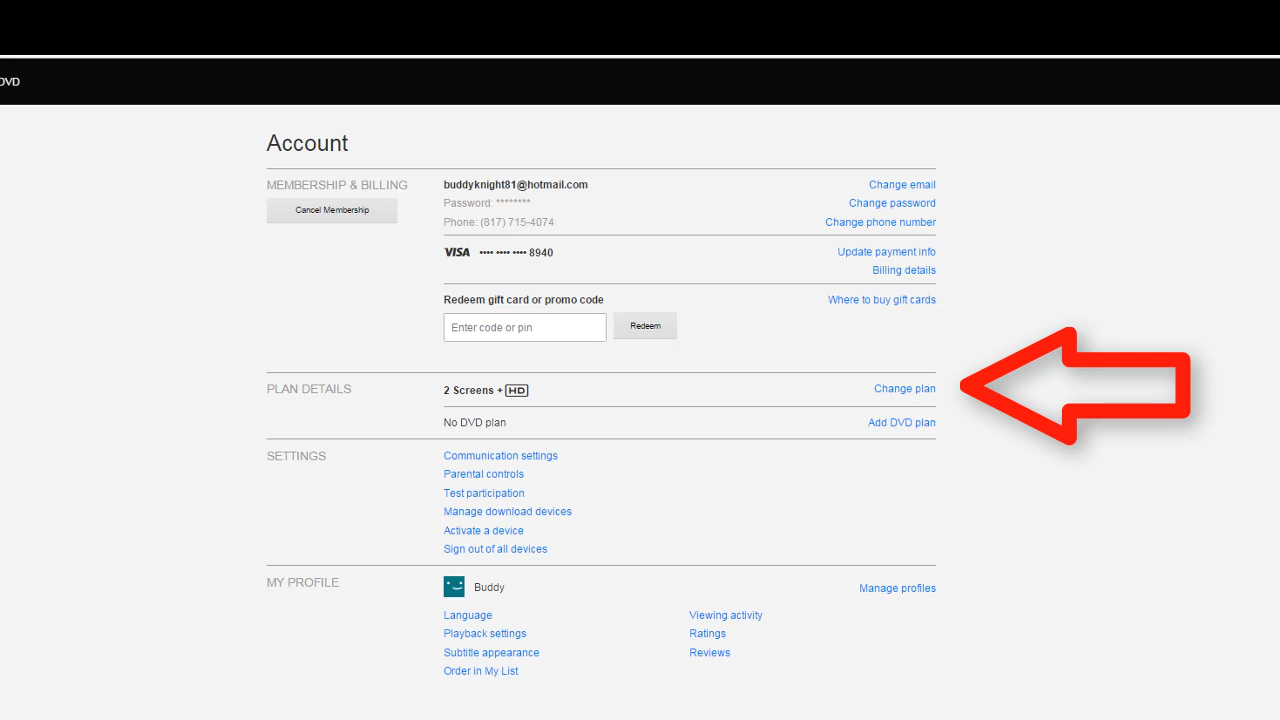 DVD
Account
MEMBERSHIP & BILLING buddyknight81@hotmail.com Change email
Cancel Membership Password: ******** Change password
Phone: (817) 715-4074 Change phone number
VISA •••• •••• •••• 8940 Update payment info
Billing details
Redeem gift card or promo code Where to buy gift cards
Enter code or pin Redeem
PLAN DETAILS 2 Screens + HD Change plan
No DVD plan Add DVD plan
SETTINGS Communication settings
Parental controls
Test participation
Manage download devices
Activate a device
Sign out of all devices
MY PROFILE Buddy Manage profiles
Language Viewing activity
Playback settings Ratings
Subtitle appearance Reviews
Order in My List